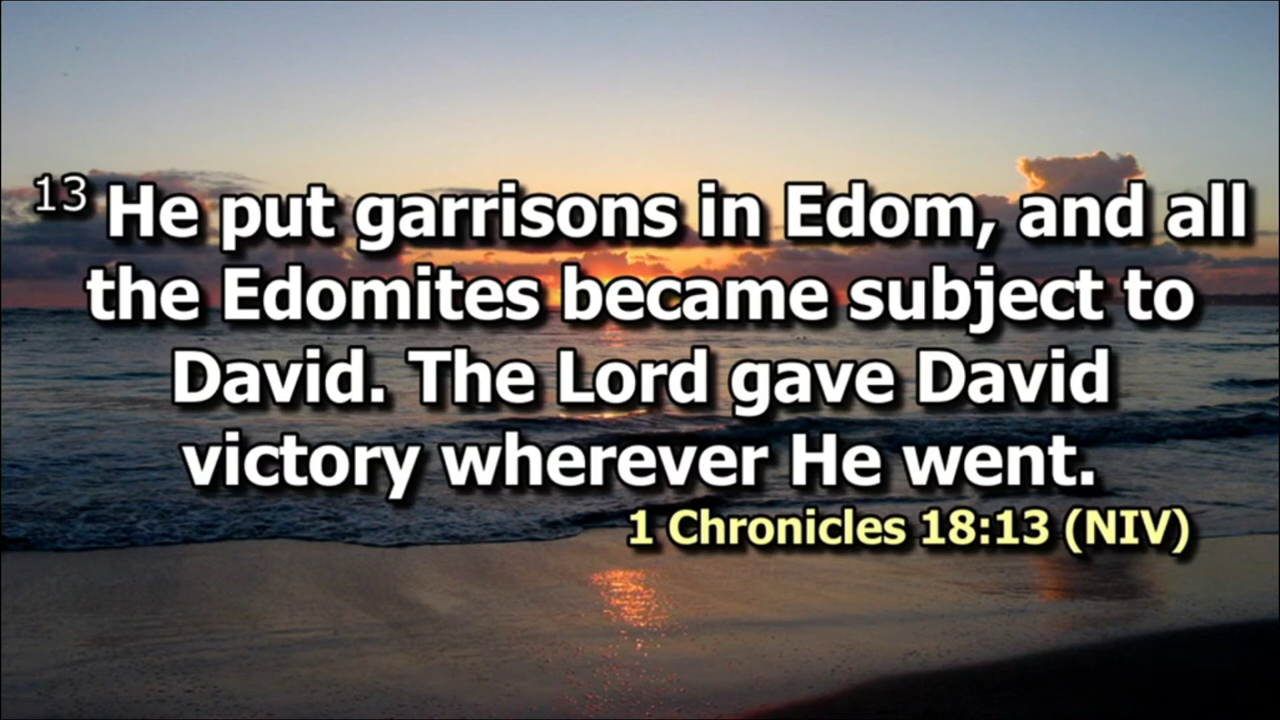 13 He put garrisons in Edom, and all
the Edomites became subject to
David. The Lord gave David
victory wherever He went.
1 Chronicles 18:13 (NIV)